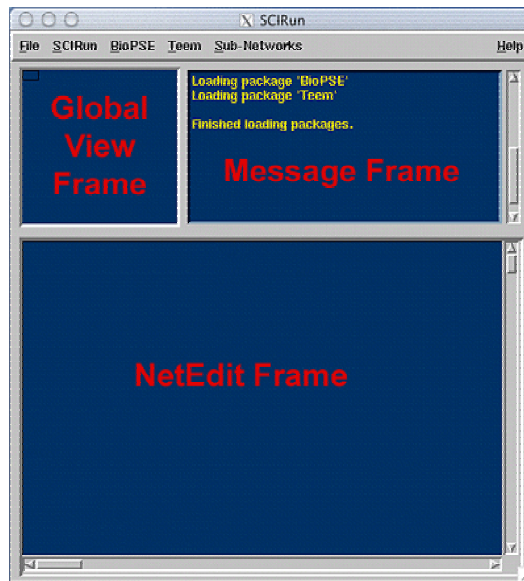 SCIRun
File SCIRun BioPSE Teem Sub-Networks Help
Global
View
Frame
Loading package 'BioPSE'
Loading package 'Teem'
Finished loading packages.
Message Frame
NetEdit Frame